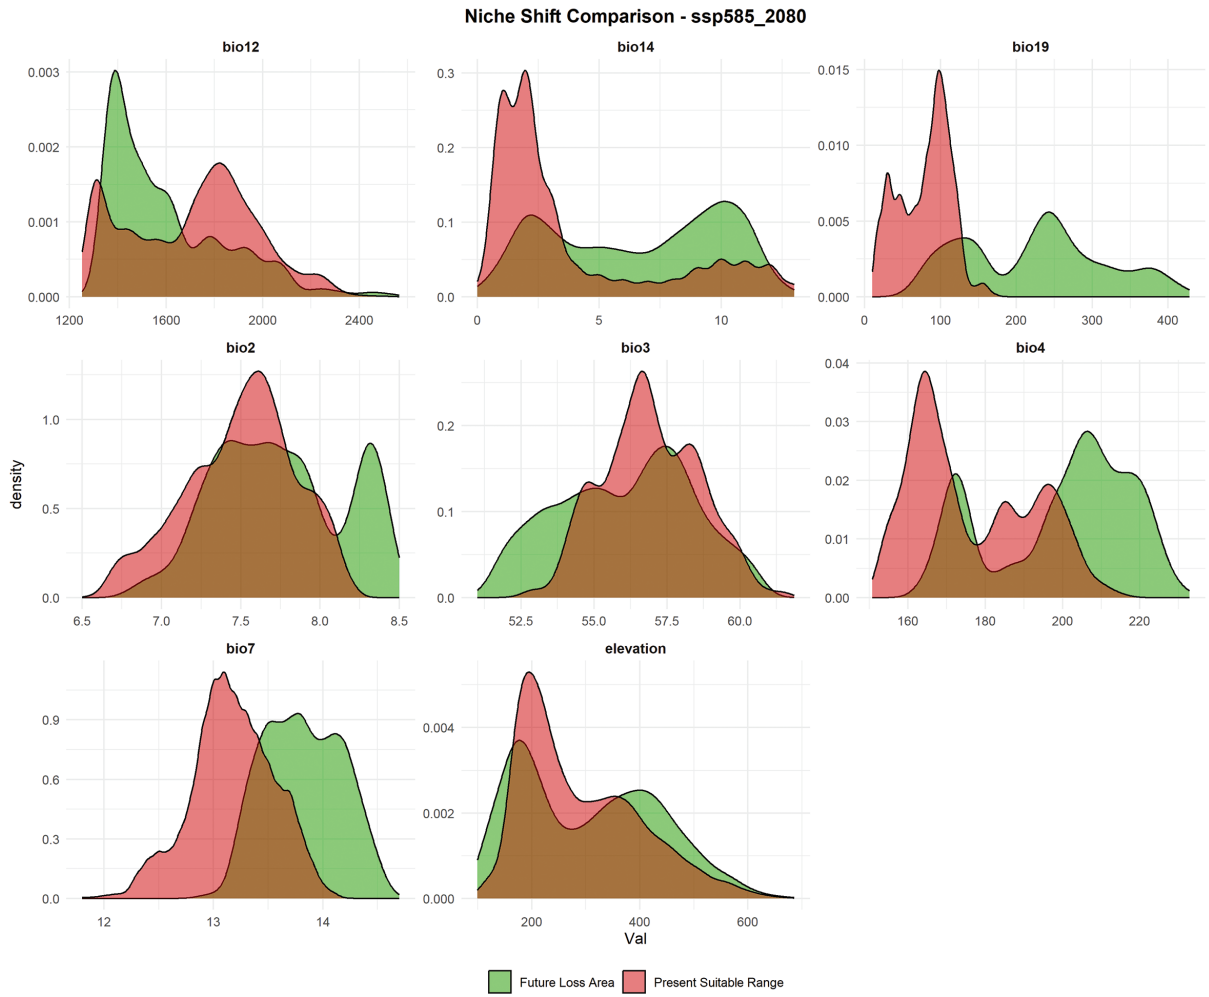 Niche Shift Comparison - ssp585_2080
bio12
bio14
bio19
0.003
0.002
0.001
0.000
1200 1600 2000 2400
0.3
0.2
0.1
0.0
0 5 10
0.015
0.010
0.005
0.000
0 100 200 300 400
bio2
bio3
bio4
density
1.0
0.5
0.0
6.5 7.0 7.5 8.0 8.5
0.2
0.1
0.0
52.5 55.0 57.5 60.0
0.04
0.03
0.02
0.01
0.00
160 180 200 220
bio7
elevation
0.9
0.6
0.3
0.0
12 13 14
0.004
0.002
0.000
200 400 600
Val
Future Loss Area Present Suitable Range